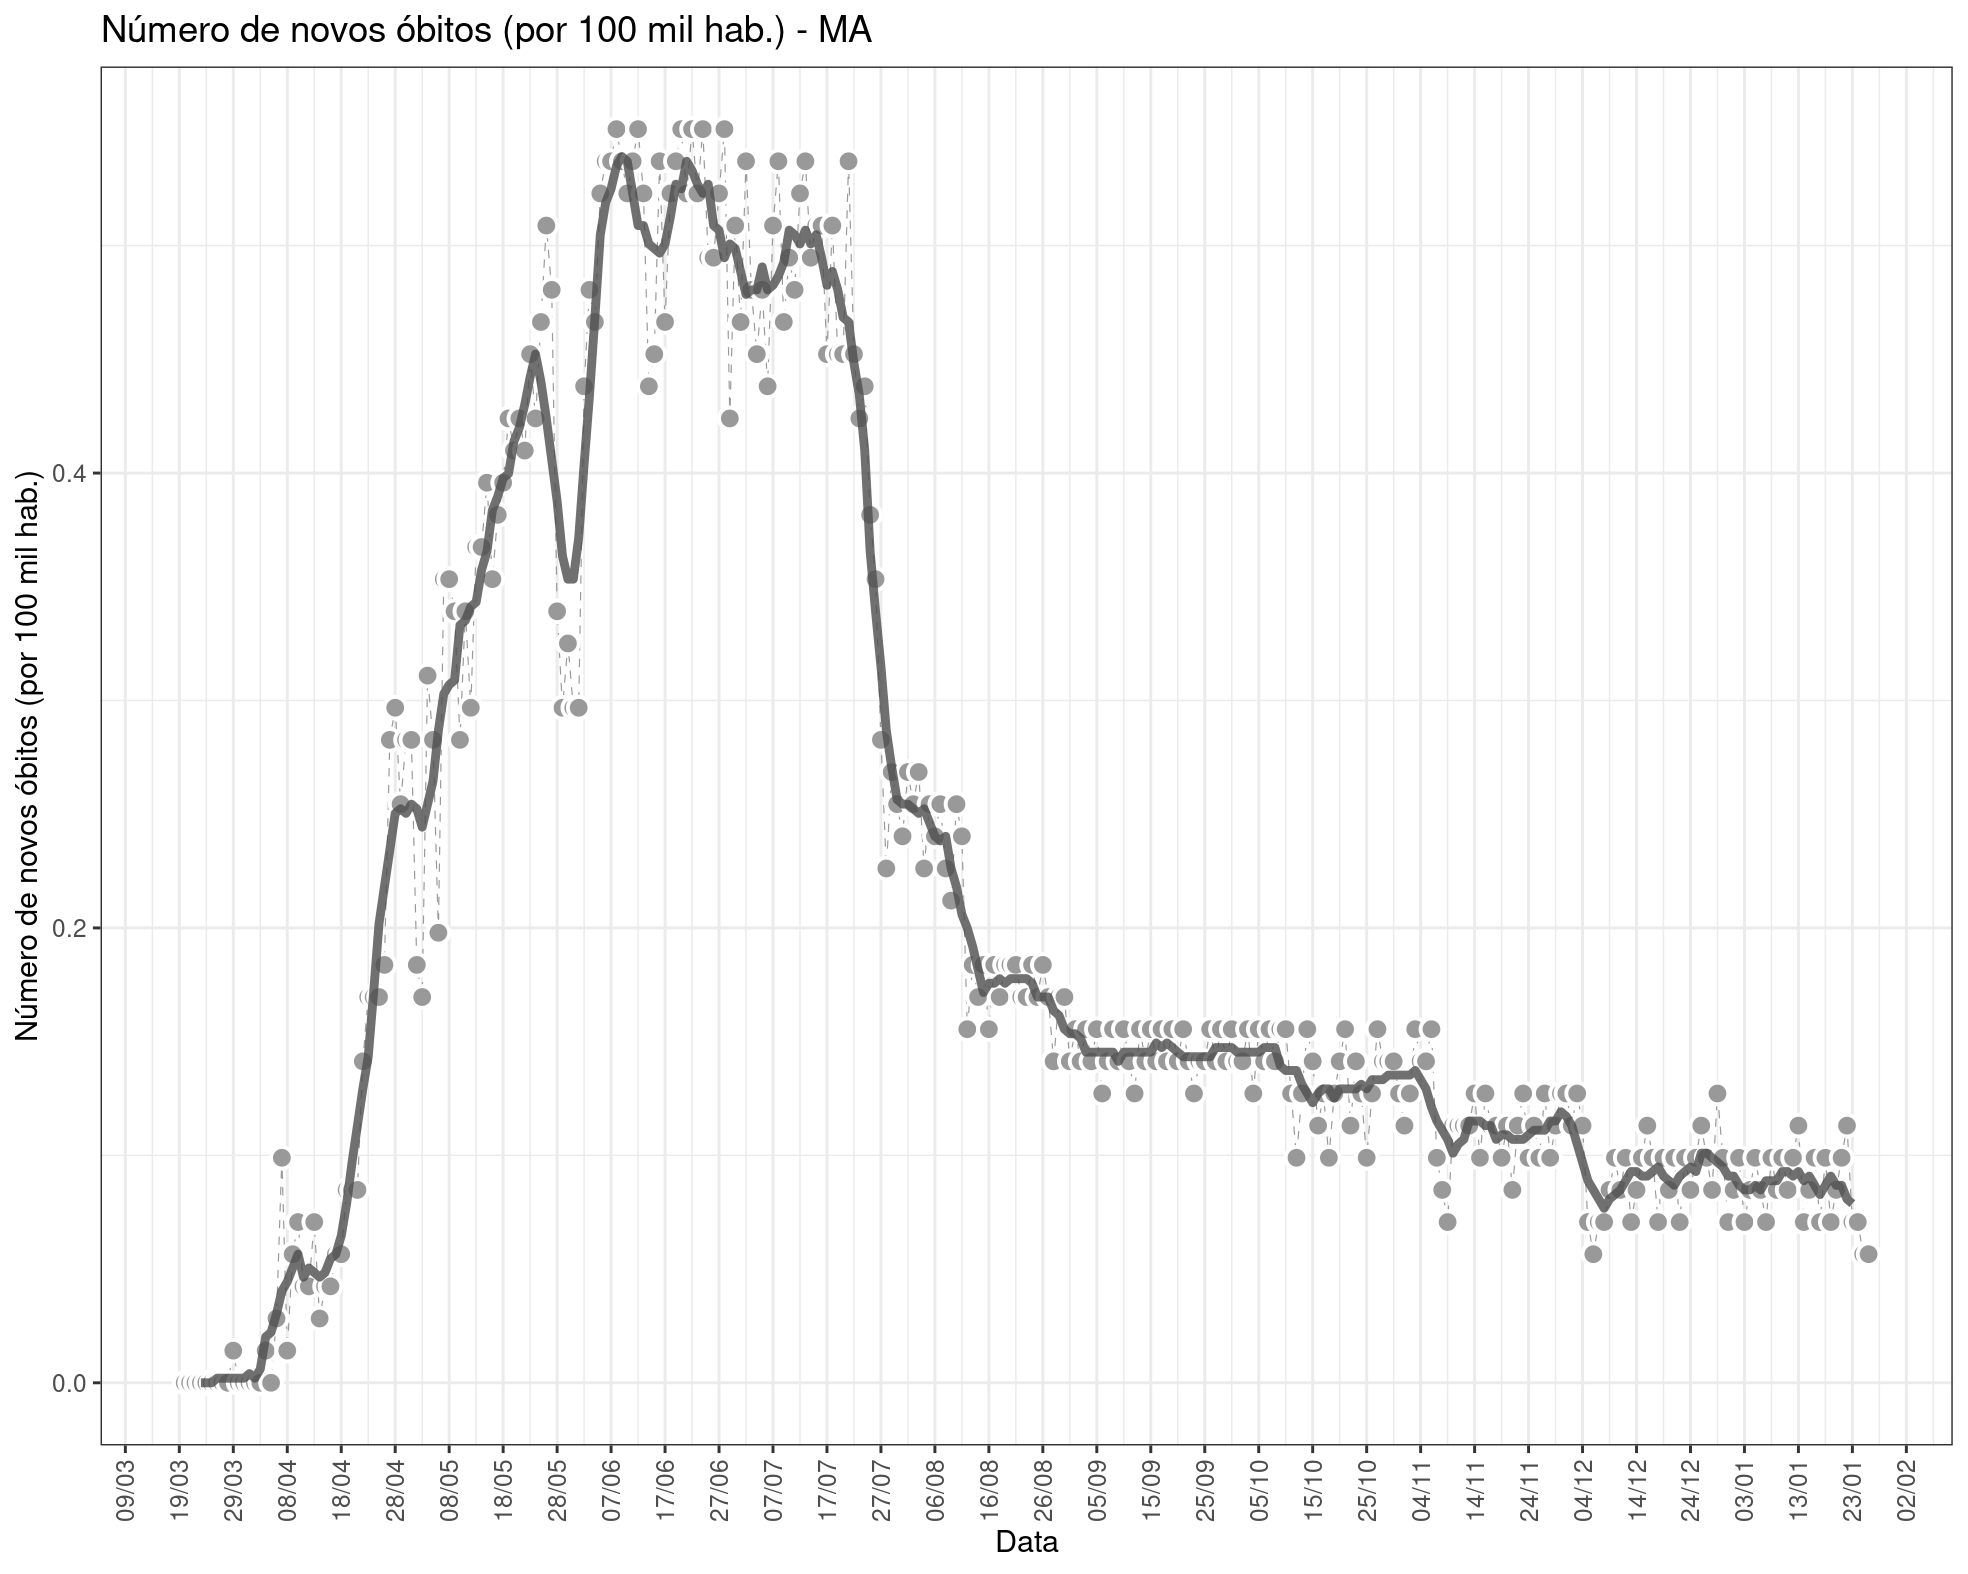 Número de novos óbitos (por 100 mil hab.) - MA
Número de novos óbitos (por 100 mil hab.)
0.4
0.2
0.0
09/03 19/03 29/03 08/04 18/04 28/04 08/05 18/05 28/05 07/06 17/06 27/06 07/07 17/07 27/07 06/08 16/08 26/08 05/09 15/09 25/09 05/10 15/10 25/10 04/11 14/11 24/11 04/12 14/12 24/12 03/01 13/01 23/01 02/02
Data